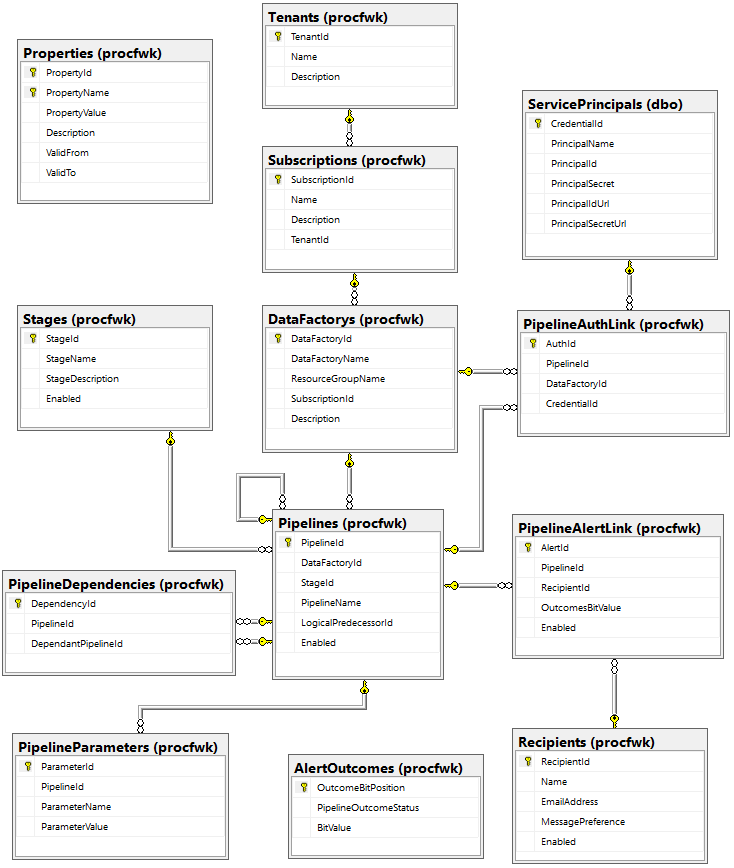 Tenants (procfwk)
TenantId
Name
Description
Properties (procfwk)
PropertyId
PropertyName
PropertyValue
Description
ValidFrom
ValidTo
ServicePrincipals (dbo)
CredentialId
PrincipalName
PrincipalId
PrincipalSecret
PrincipalIdUrl
PrincipalSecretUrl
Subscriptions (procfwk)
SubscriptionId
Name
Description
TenantId
Stages (procfwk)
StageId
StageName
StageDescription
Enabled
DataFactorys (procfwk)
DataFactoryId
DataFactoryName
ResourceGroupName
SubscriptionId
Description
PipelineAuthLink (procfwk)
AuthId
PipelineId
DataFactoryId
CredentialId
Pipelines (procfwk)
PipelineId
DataFactoryId
StageId
PipelineName
LogicalPredecessorId
Enabled
PipelineAlertLink (procfwk)
AlertId
PipelineId
RecipientId
OutcomesBitValue
Enabled
PipelineDependencies (procfwk)
DependencyId
PipelineId
DependantPipelineId
PipelineParameters (procfwk)
ParameterId
PipelineId
ParameterName
ParameterValue
AlertOutcomes (procfwk)
OutcomeBitPosition
PipelineOutcomeStatus
BitValue
Recipients (procfwk)
RecipientId
Name
EmailAddress
MessagePreference
Enabled